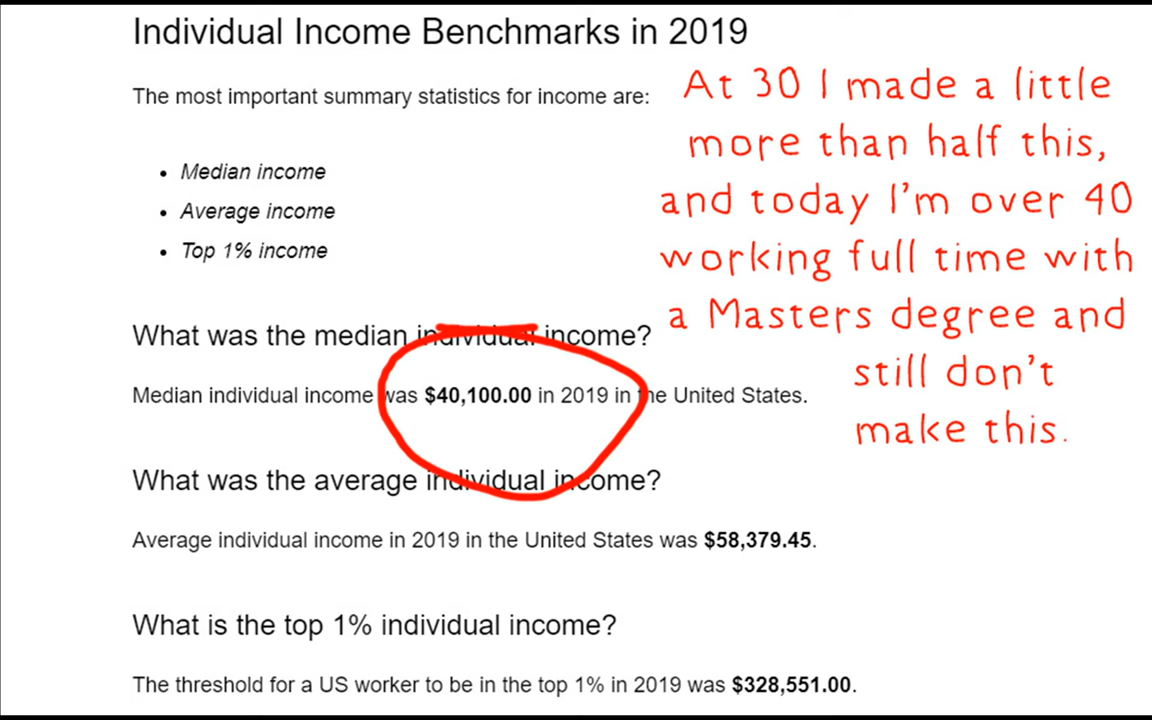 Individual Income Benchmarks in 2019
The most important summary statistics for income are:
• Median income
• Average income
• Top 1% income
What was the median individual income?
Median individual income was $40,100.00 in 2019 in the United States.
What was the average individual income?
Average individual income in 2019 in the United States was $58,379.45.
What is the top 1% individual income?
The threshold for a US worker to be in the top 1% in 2019 was $328,551.00.
At 30 I made a little
more than half this,
and today I'm over 40
working full time with
a Masters degree and
still don't
make this.